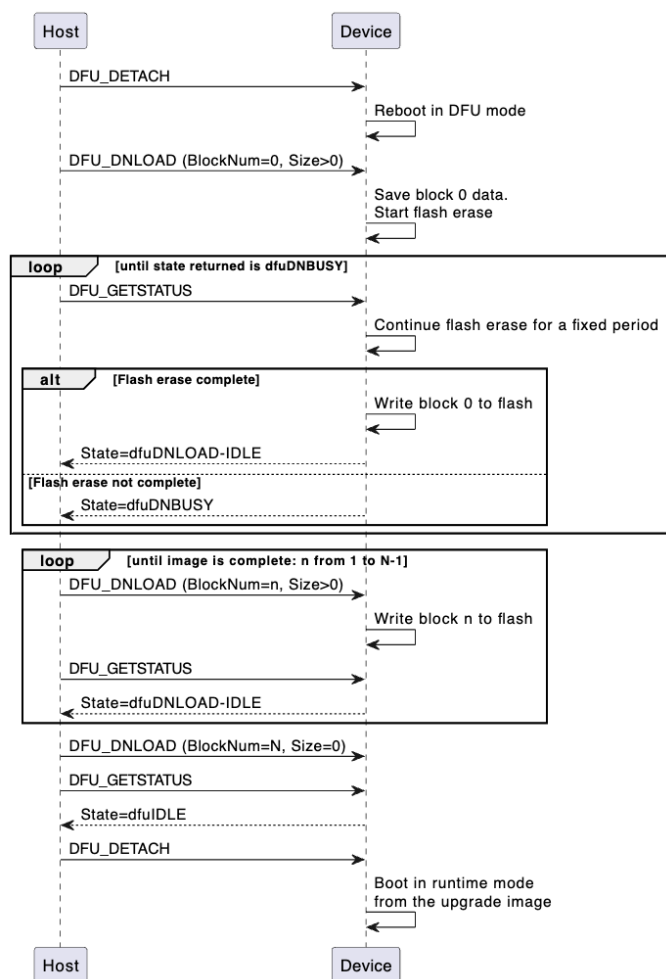 Host Device
DFU_DETACH
Reboot in DFU mode
DFU_DNLOAD (BlockNum=0, Size>0)
Save block 0 data.
Start flash erase
loop [until state returned is dfuDNBUSY]
DFU_GETSTATUS
Continue flash erase for a fixed period
alt [Flash erase complete]
Write block 0 to flash
State=dfuDNLOAD-IDLE
[Flash erase not complete]
State=dfuDNBUSY
loop [until image is complete: n from 1 to N-1]
DFU_DNLOAD (BlockNum=n, Size>0)
Write block n to flash
DFU_GETSTATUS
State=dfuDNLOAD-IDLE
DFU_DNLOAD (BlockNum=N, Size=0)
DFU_GETSTATUS
State=dfuIDLE
DFU_DETACH
Boot in runtime mode
from the upgrade image
Host Device